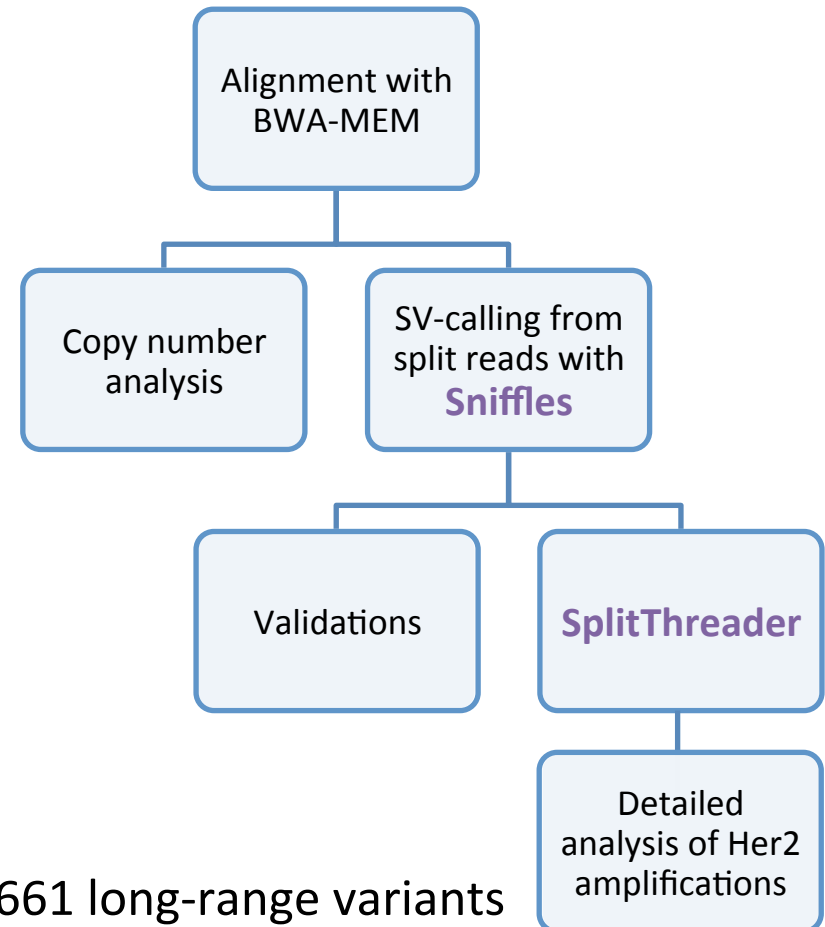 Alignment with
BWA-MEM
Copy number
analysis
SV-calling from
split reads with
Sniffles
Validations
SplitThreader
Detailed
analysis of Her2
amplifications
661 long-range variants